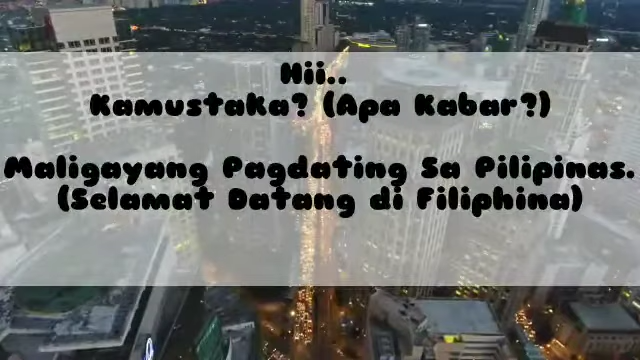 Hii..
Kamustaka? (Apa Kabar?)
Maligayang Pagdating Sa Pilipinas.
(Selamat Datang di Filiphina)